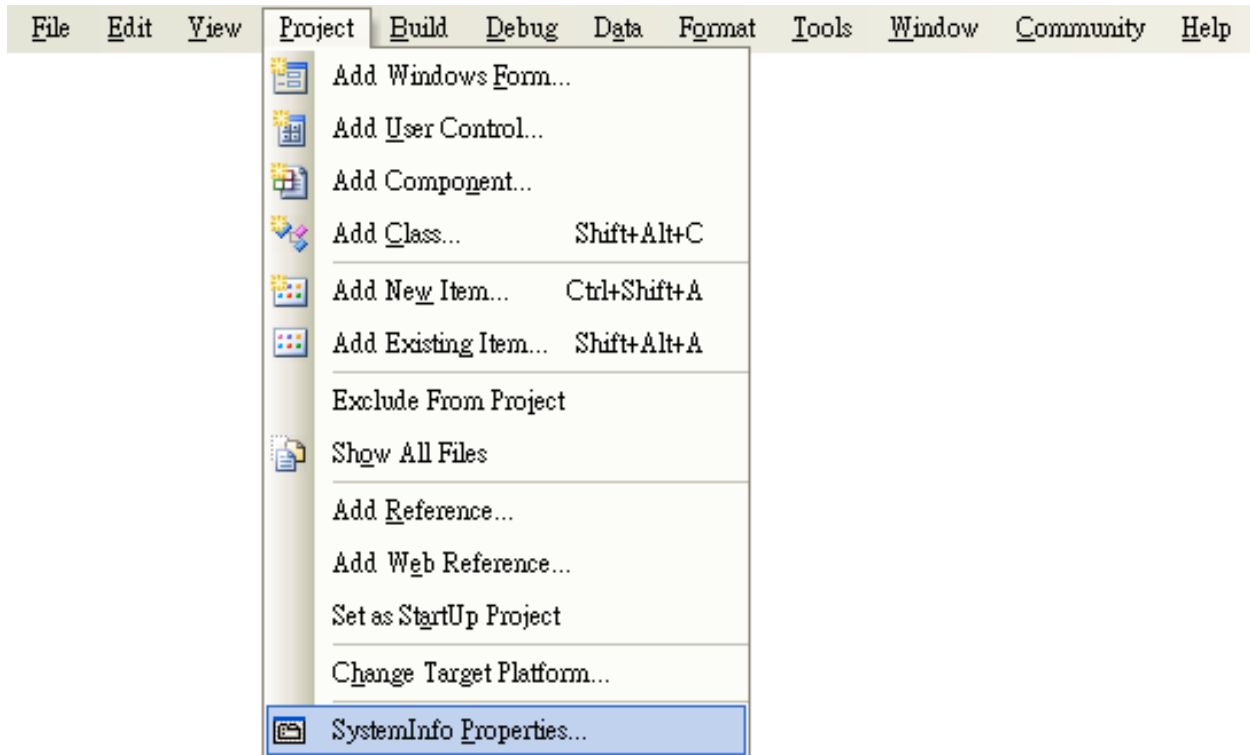 File Edit View Project Build Debug Data Format Tools Window Community Help
Add Windows Form...
Add User Control...
Add Component...
Add Class... Shift+Alt+C
Add New Item... Ctrl+Shift+A
Add Existing Item... Shift+Alt+A
Exclude From Project
Show All Files
Add Reference...
Add Web Reference...
Set as StartUp Project
Change Target Platform...
SystemInfo Properties...